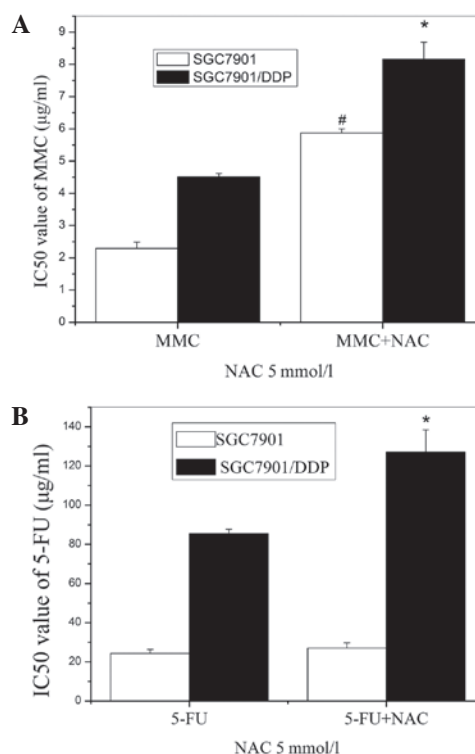 A
IC50 value of MMC (µg/ml)
9
8
7
6
5
4
3
2
1
0
SGC7901
SGC7901/DDP
#
*
MMC
MMC+NAC
NAC 5 mmol/l
B
IC50 value of 5-FU (µg/ml)
140
120
100
80
60
40
20
0
SGC7901
SGC7901/DDP
*
5-FU
5-FU+NAC
NAC 5 mmol/l